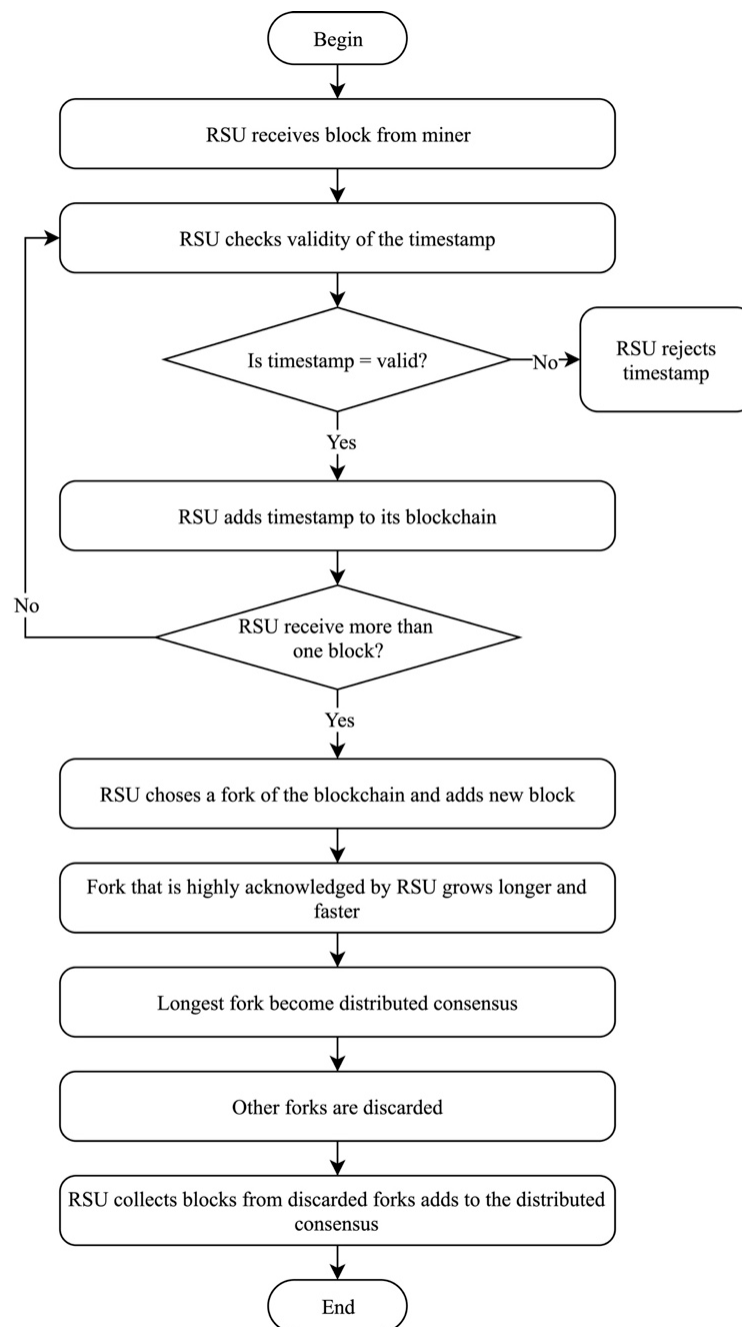 Begin
RSU receives block from miner
RSU checks validity of the timestamp
Is timestamp = valid?
No
RSU rejects
timestamp
Yes
RSU adds timestamp to its blockchain
No
RSU receive more than
one block?
Yes
RSU choses a fork of the blockchain and adds new block
Fork that is highly acknowledged by RSU grows longer and
faster
Longest fork become distributed consensus
Other forks are discarded
RSU collects blocks from discarded forks adds to the distributed
consensus
End